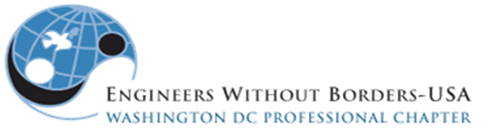 ENGINEERS WITHOUT BORDERS-USA
WASHINGTON DC PROFESSIONAL CHAPTER